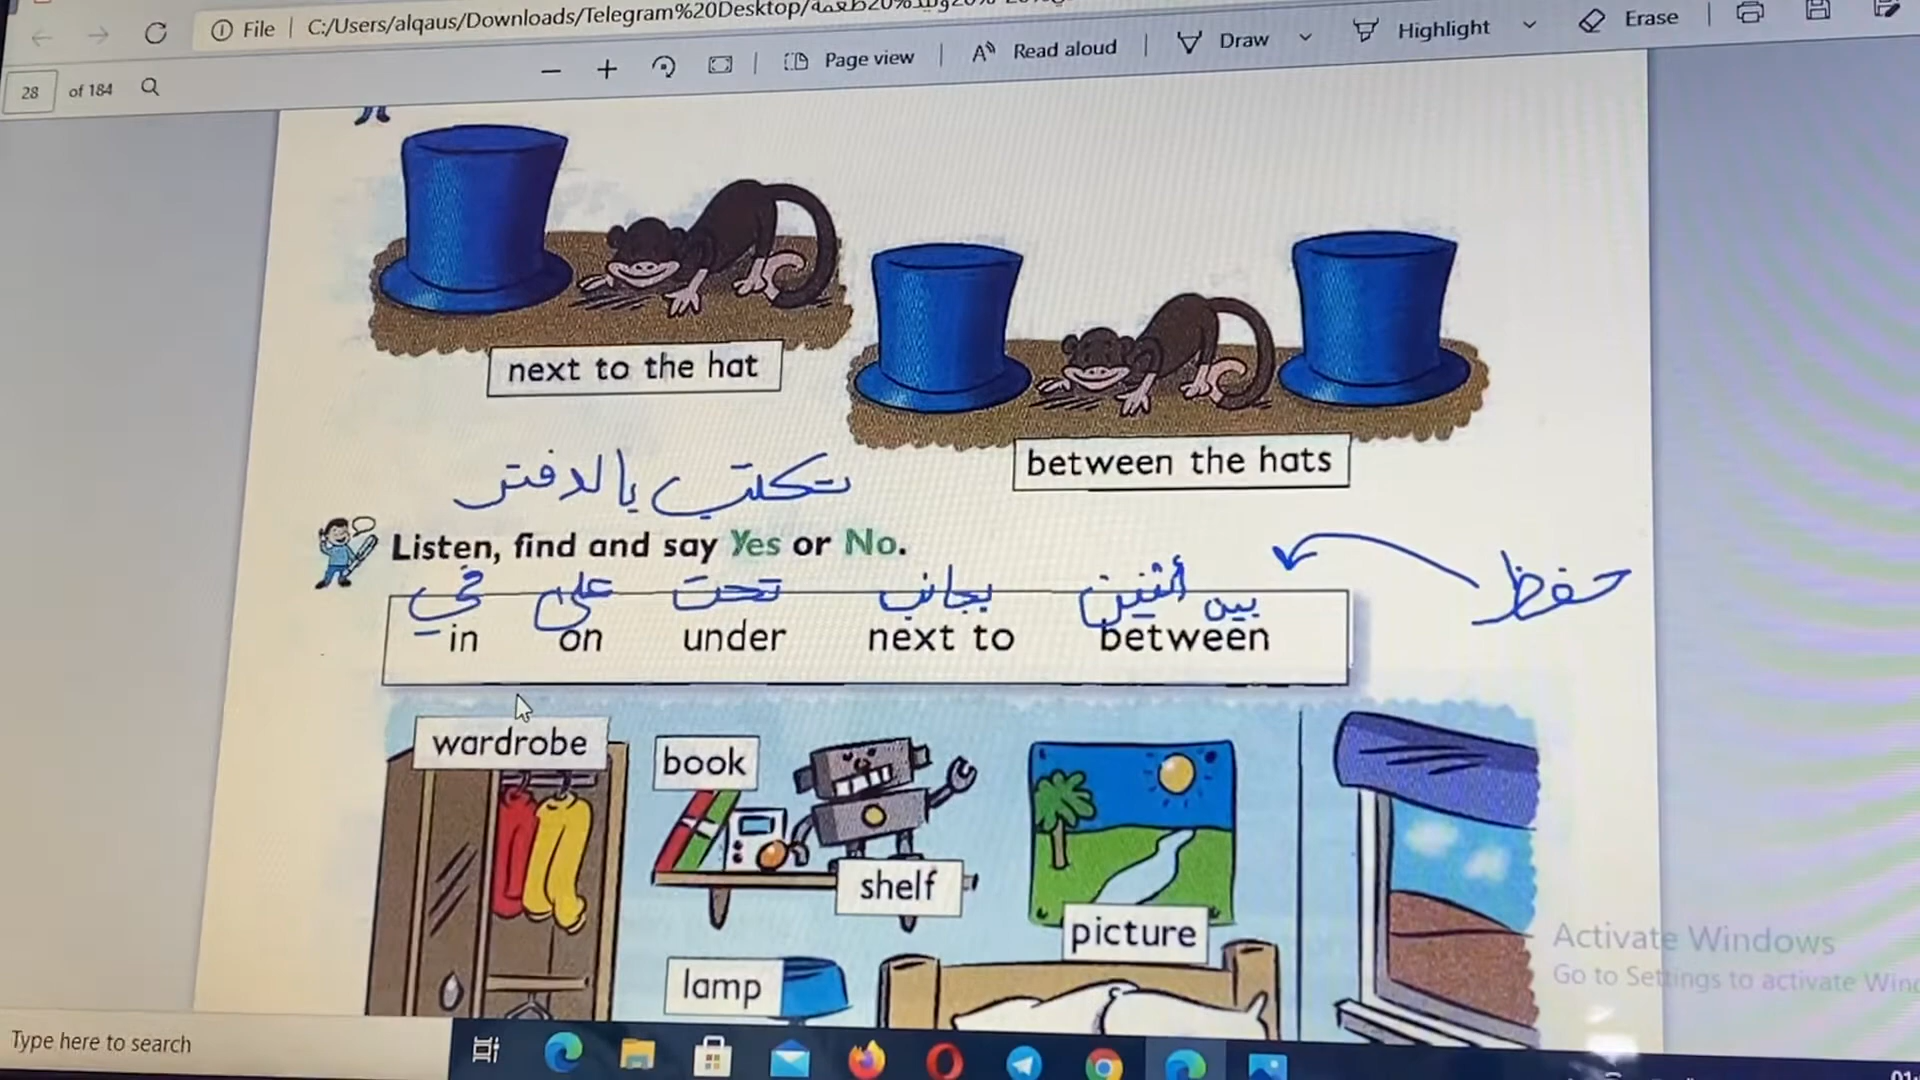 File | C:/Users/alqaus/Downloads/Telegram%20Desktop/
28 of 184
Page view | Read aloud | Draw Highlight Erase
next to the hat
between the hats
تكتب بالدفتر
Listen, find and say Yes or No.
حفظ
في على تحت بجانب بين أثنين
in on under next to between
wardrobe
book
shelf
picture
lamp
Activate Windows
Go to Settings to activate Win
Type here to search